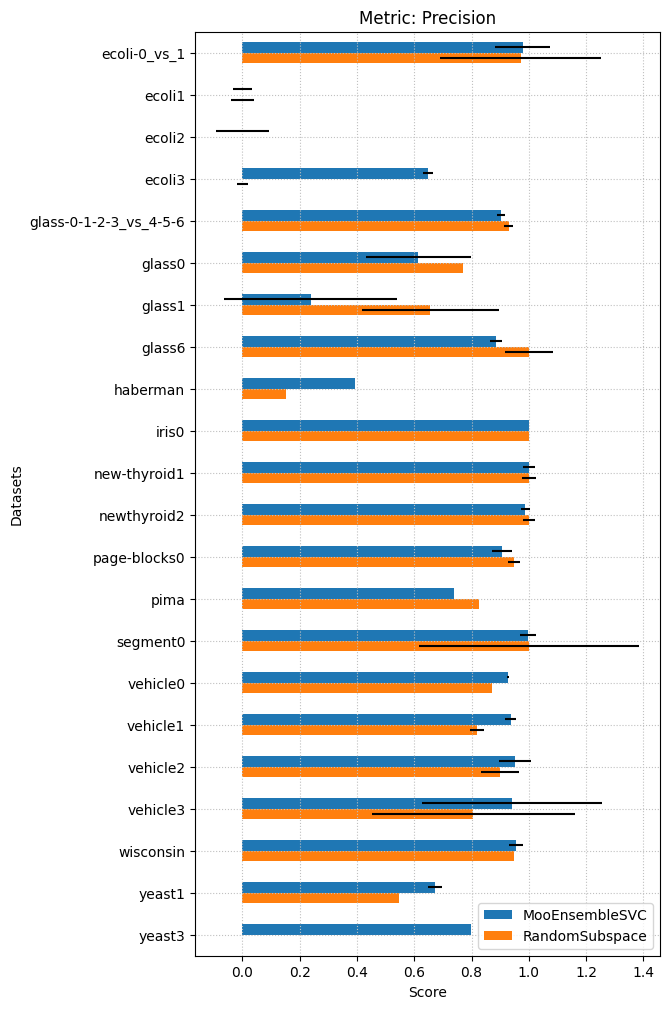 Metric: Precision
Datasets
ecoli-0_vs_1
ecoli1
ecoli2
ecoli3
glass-0-1-2-3_vs_4-5-6
glass0
glass1
glass6
haberman
iris0
new-thyroid1
newthyroid2
page-blocks0
pima
segment0
vehicle0
vehicle1
vehicle2
vehicle3
wisconsin
yeast1
yeast3
MooEnsembleSVC
RandomSubspace
0.0 0.2 0.4 0.6 0.8 1.0 1.2 1.4
Score